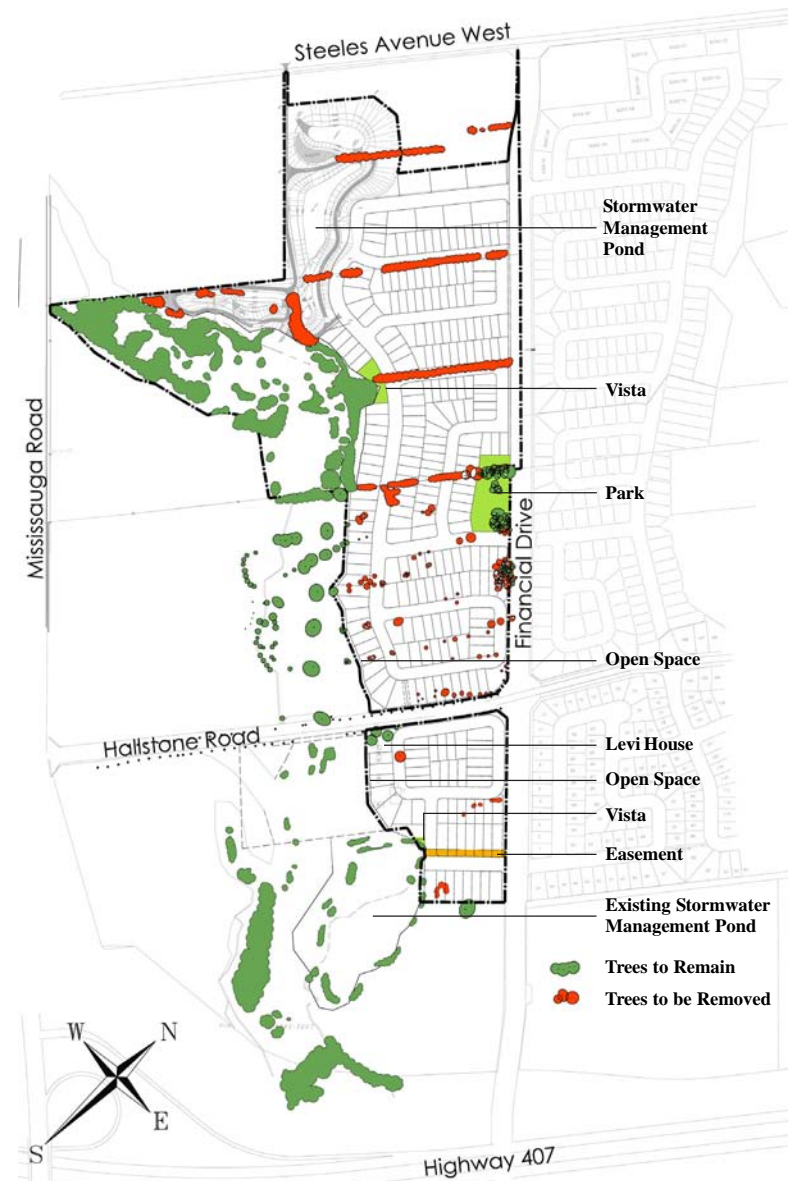 Steeles Avenue West
Stormwater
Management
Pond
Vista
Mississauga Road
Park
Financial Drive
Open Space
Hallstone Road
Levi House
Open Space
Vista
Easement
Existing Stormwater
Management Pond
Trees to Remain
Trees to be Removed
W
N
E
S
Highway 407